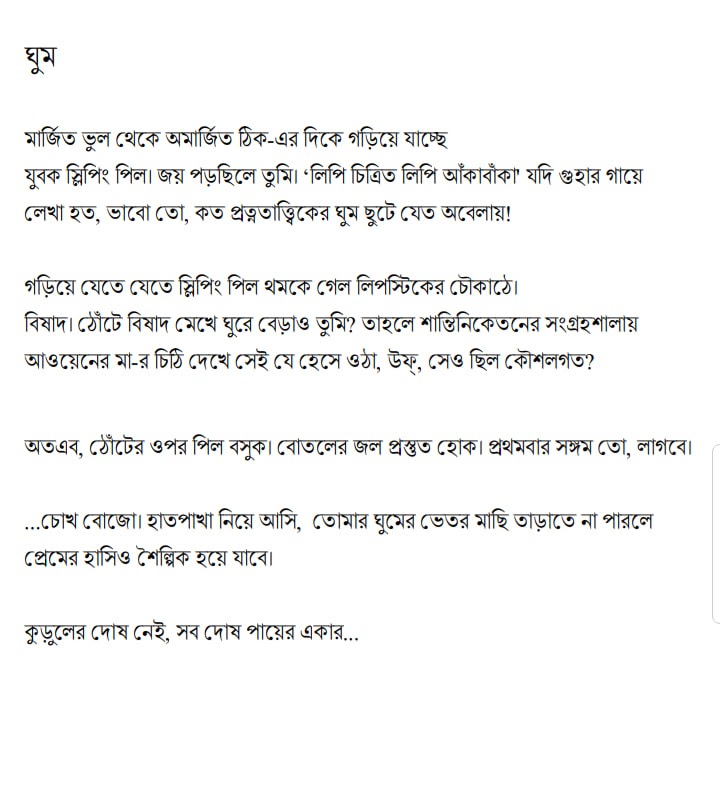 ঘুম
মার্জিত ভুল থেকে অমার্জিত ঠিক-এর দিকে গড়িয়ে যাচ্ছে
যুবক স্লিপিং পিল। জয় পড়ছিলে তুমি। ‘লিপি চিত্রিত লিপি আঁকাবাঁকা' যদি গুহার গায়ে
লেখা হত, ভাবো তো, কত প্রত্নতাত্ত্বিকের ঘুম ছুটে যেত অবেলায়!
গড়িয়ে যেতে যেতে স্লিপিং পিল থমকে গেল লিপস্টিকের চৌকাঠে।
বিষাদ। ঠোঁটে বিষাদ মেখে ঘুরে বেড়াও তুমি? তাহলে শান্তিনিকেতনের সংগ্রহশালায়
আওয়েনের মা-র চিঠি দেখে সেই যে হেসে ওঠা, উফ্, সেও ছিল কৌশলগত?
অতএব, ঠোঁটের ওপর পিল বসুক। বোতলের জল প্রস্তুত হোক। প্রথমবার সঙ্গম তো, লাগবে।
...চোখ বোজো। হাতপাখা নিয়ে আসি, তোমার ঘুমের ভেতর মাছি তাড়াতে না পারলে
প্রেমের হাসিও শৈল্পিক হয়ে যাবে।
কুড়ুলের দোষ নেই, সব দোষ পায়ের একার...